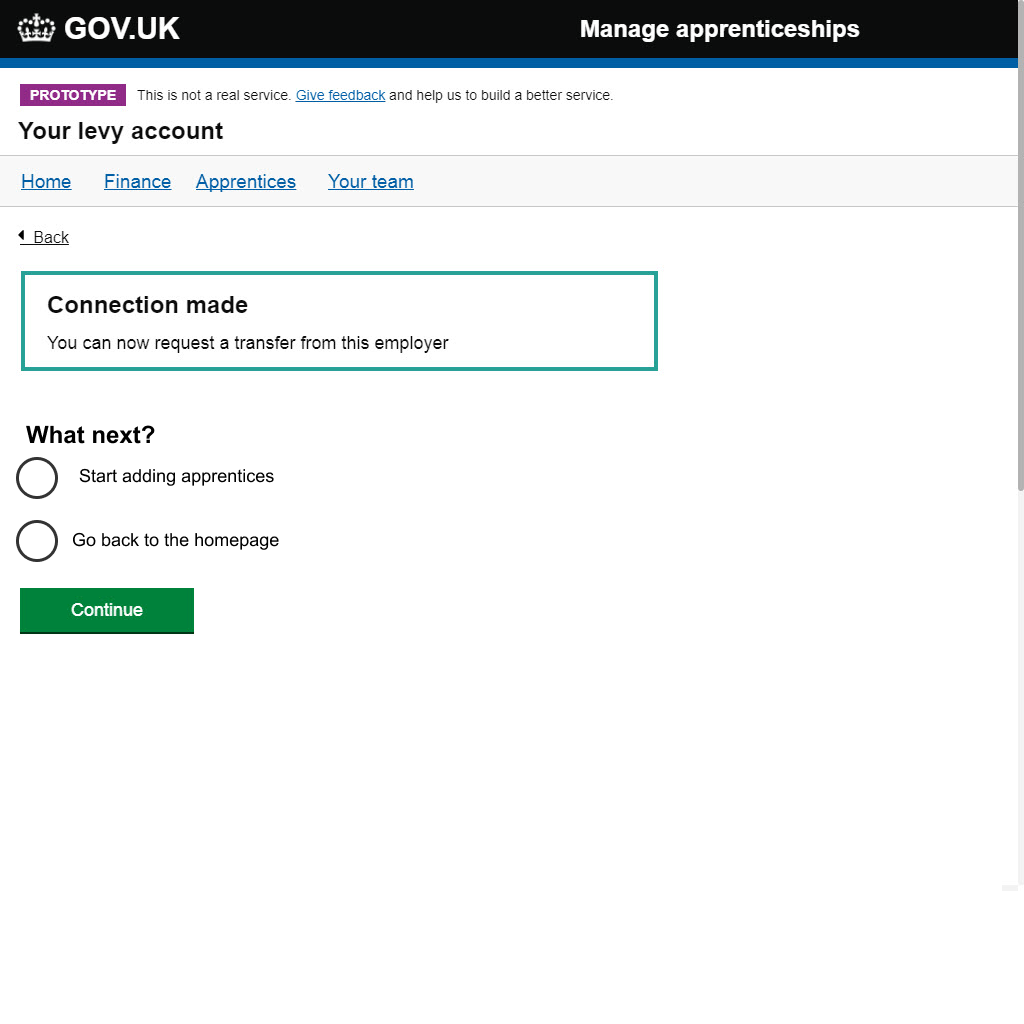 GOV.UK Manage apprenticeships
PROTOTYPE This is not a real service. Give feedback and help us to build a better service.
Your levy account
Home Finance Apprentices Your team
Back
Connection made
You can now request a transfer from this employer
What next?
Start adding apprentices
Go back to the homepage
Continue